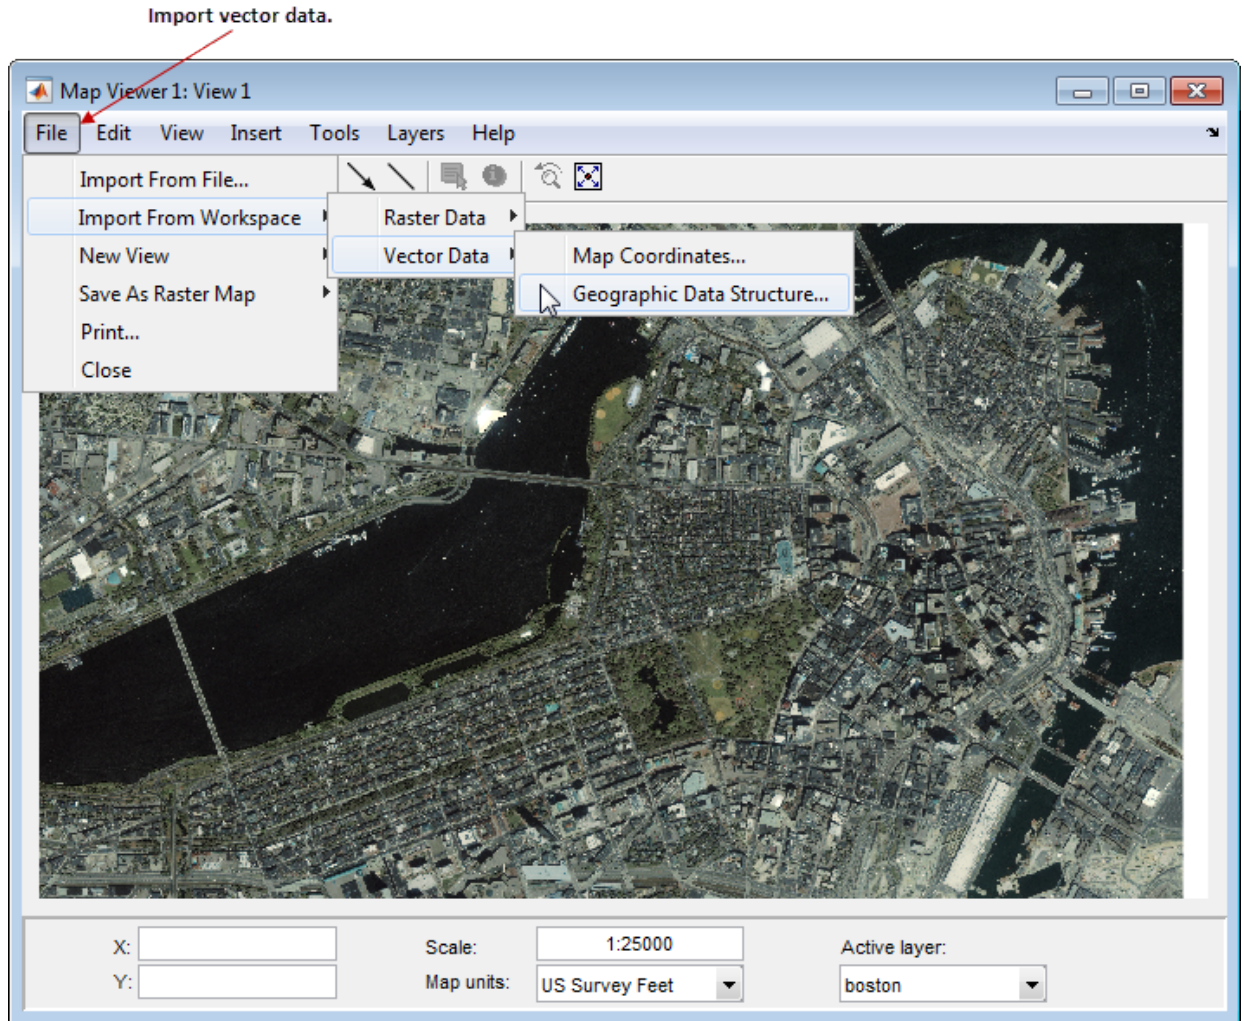 Import vector data.
Map Viewer 1: View 1
File Edit View Insert Tools Layers Help
Import From File...
Import From Workspace
Raster Data
New View
Vector Data
Map Coordinates...
Save As Raster Map
Geographic Data Structure...
Print...
Close
X:
Scale: 1:25000
Active layer:
Y:
Map units: US Survey Feet
boston